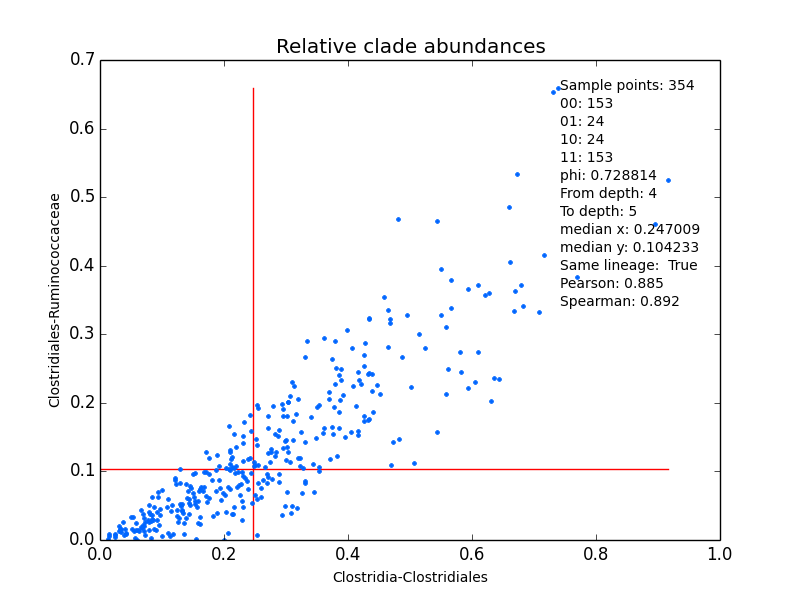 Relative clade abundances
0.7
0.6
0.5
0.4
0.3
0.2
0.1
0.0
Clostridiales-Ruminococcaceae
Sample points: 354
00: 153
01: 24
10: 24
11: 153
phi: 0.728814
From depth: 4
To depth: 5
median x: 0.247009
median y: 0.104233
Same lineage:  True
Pearson: 0.885
Spearman: 0.892
0.0 0.2 0.4 0.6 0.8 1.0
Clostridia-Clostridiales